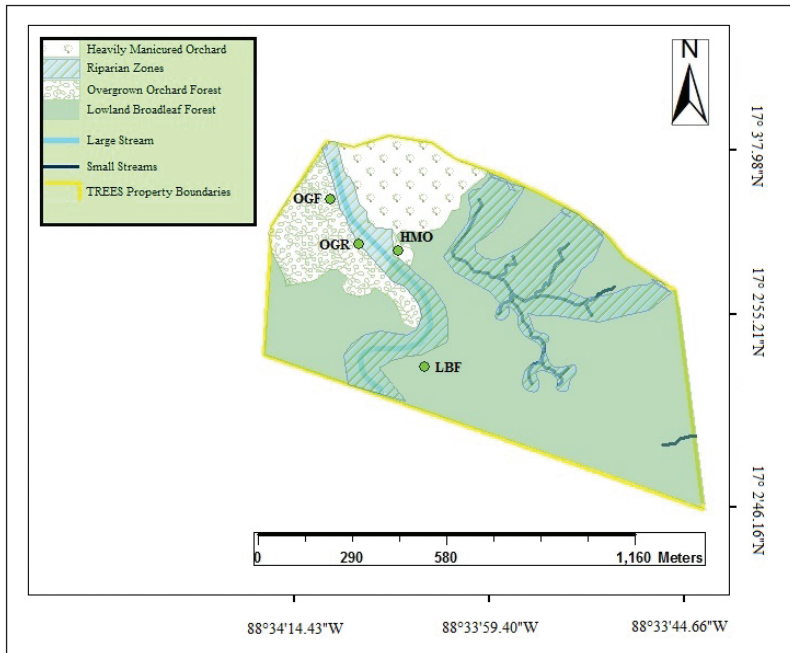 Heavily Manicured Orchard
Riparian Zones
Overgrown Orchard Forest
Lowland Broadleaf Forest
Large Stream
Small Streams
TREES Property Boundaries
N
OGF
OGR
HMO
LBF
17° 3'7.98"N
17° 2'55.21"N
17° 2'46.16"N
0 290 580 1,160 Meters
88°34'14.43"W 88°33'59.40"W 88°33'44.66"W